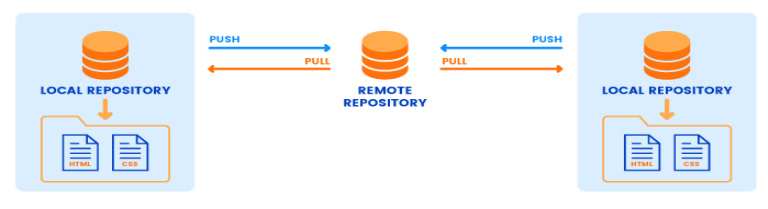 PUSH
PUSH
PULL
PULL
LOCAL REPOSITORY
REMOTE
REPOSITORY
LOCAL REPOSITORY
HTML
CSS
HTML
CSS